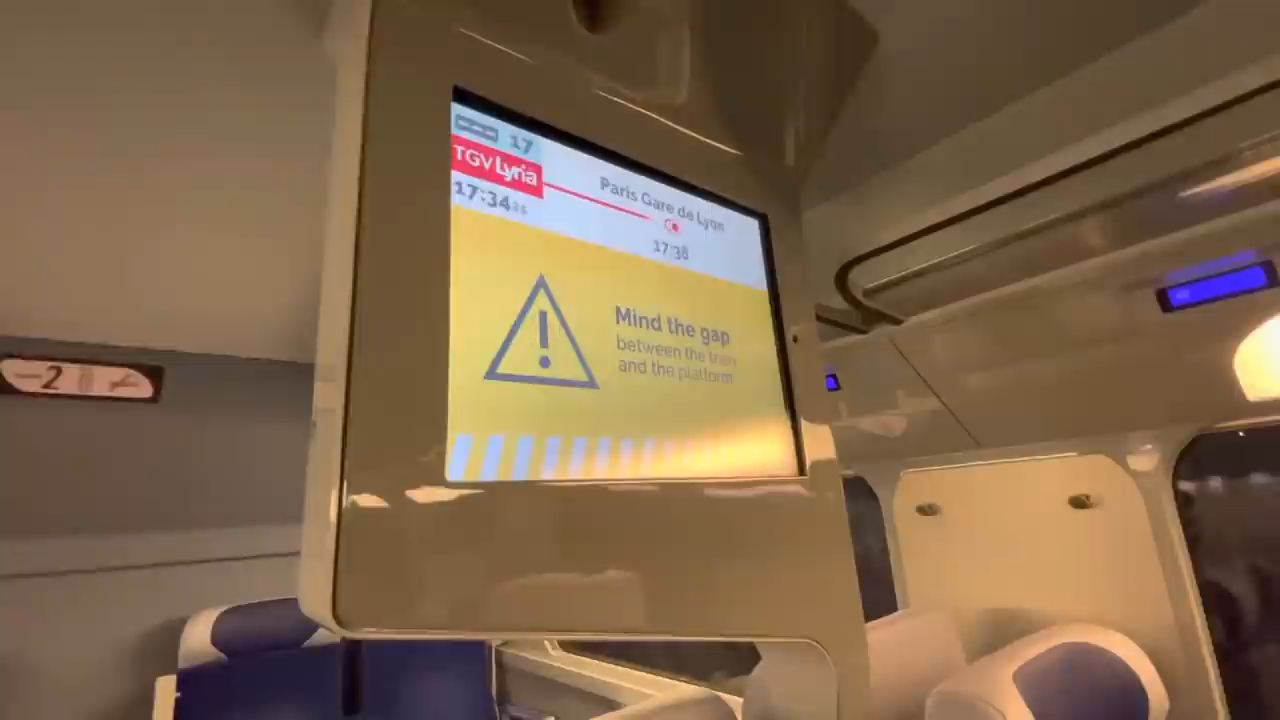 17
TGV Lyria
Paris Gare de Lyon
17:34
17:38
Mind the gap
between the train
and the platform
2